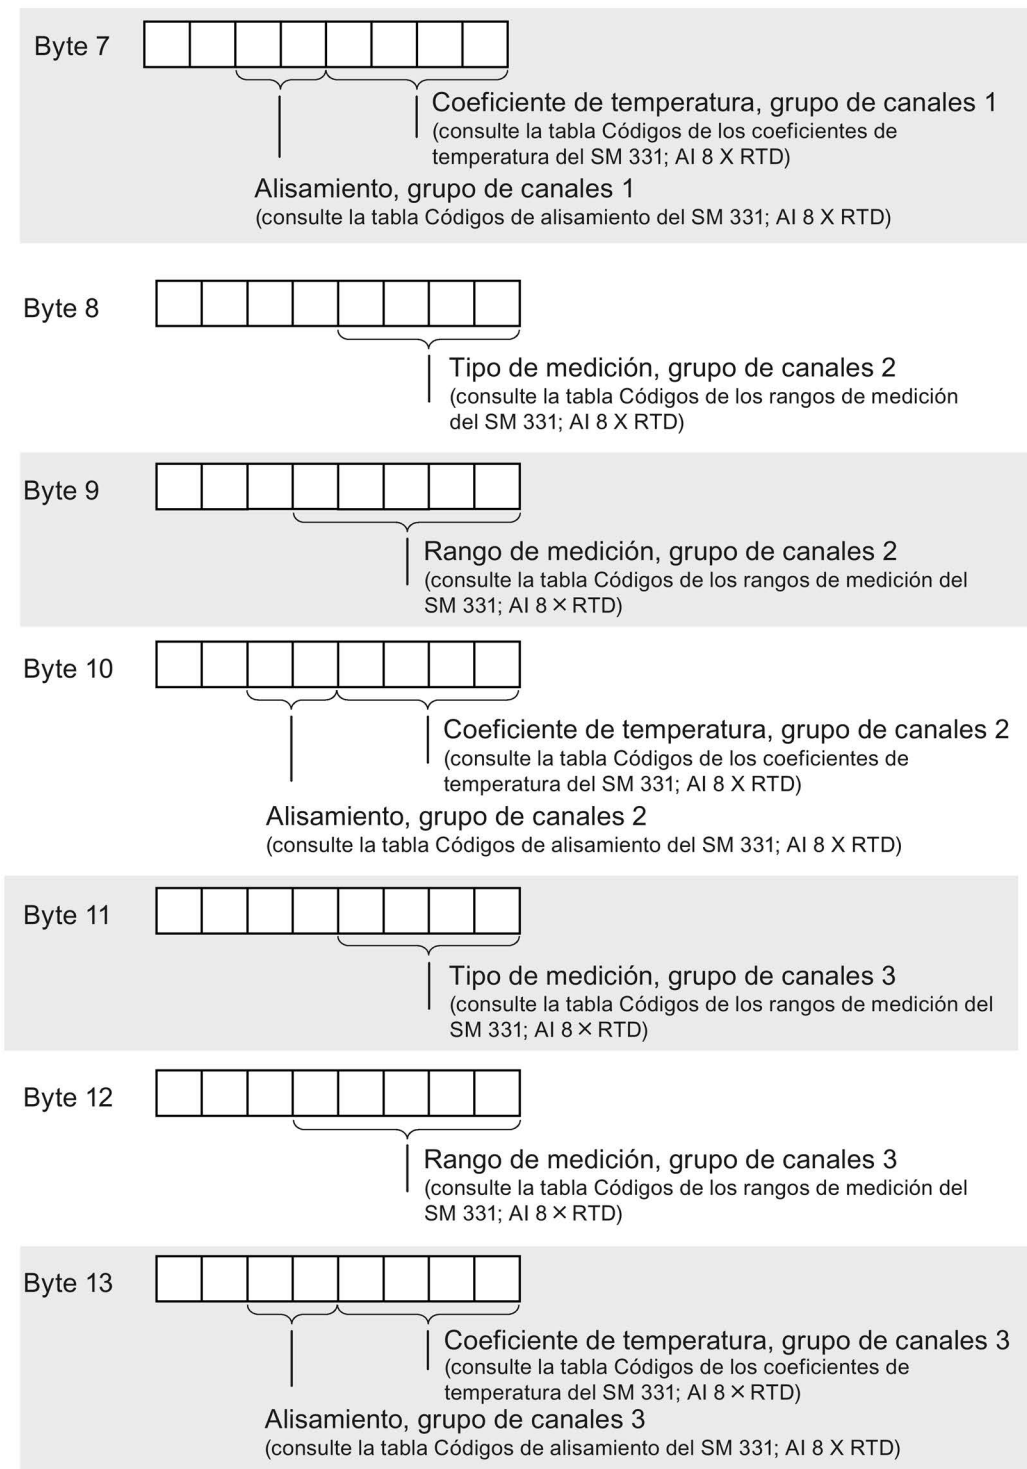 Byte 7
Coeficiente de temperatura, grupo de canales 1
(consulte la tabla Códigos de los coeficientes de
temperatura del SM 331; AI 8 X RTD)
Alisamiento, grupo de canales 1
(consulte la tabla Códigos de alisamiento del SM 331; AI 8 X RTD)
Byte 8
Tipo de medición, grupo de canales 2
(consulte la tabla Códigos de los rangos de medición
del SM 331; AI 8 X RTD)
Byte 9
Rango de medición, grupo de canales 2
(consulte la tabla Códigos de los rangos de medición del
SM 331; AI 8 × RTD)
Byte 10
Coeficiente de temperatura, grupo de canales 2
(consulte la tabla Códigos de los coeficientes de
temperatura del SM 331; AI 8 X RTD)
Alisamiento, grupo de canales 2
(consulte la tabla Códigos de alisamiento del SM 331; AI 8 X RTD)
Byte 11
Tipo de medición, grupo de canales 3
(consulte la tabla Códigos de los rangos de medición del
SM 331; AI 8 × RTD)
Byte 12
Rango de medición, grupo de canales 3
(consulte la tabla Códigos de los rangos de medición del
SM 331; AI 8 × RTD)
Byte 13
Coeficiente de temperatura, grupo de canales 3
(consulte la tabla Códigos de los coeficientes de
temperatura del SM 331; AI 8 × RTD)
Alisamiento, grupo de canales 3
(consulte la tabla Códigos de alisamiento del SM 331; AI 8 X RTD)